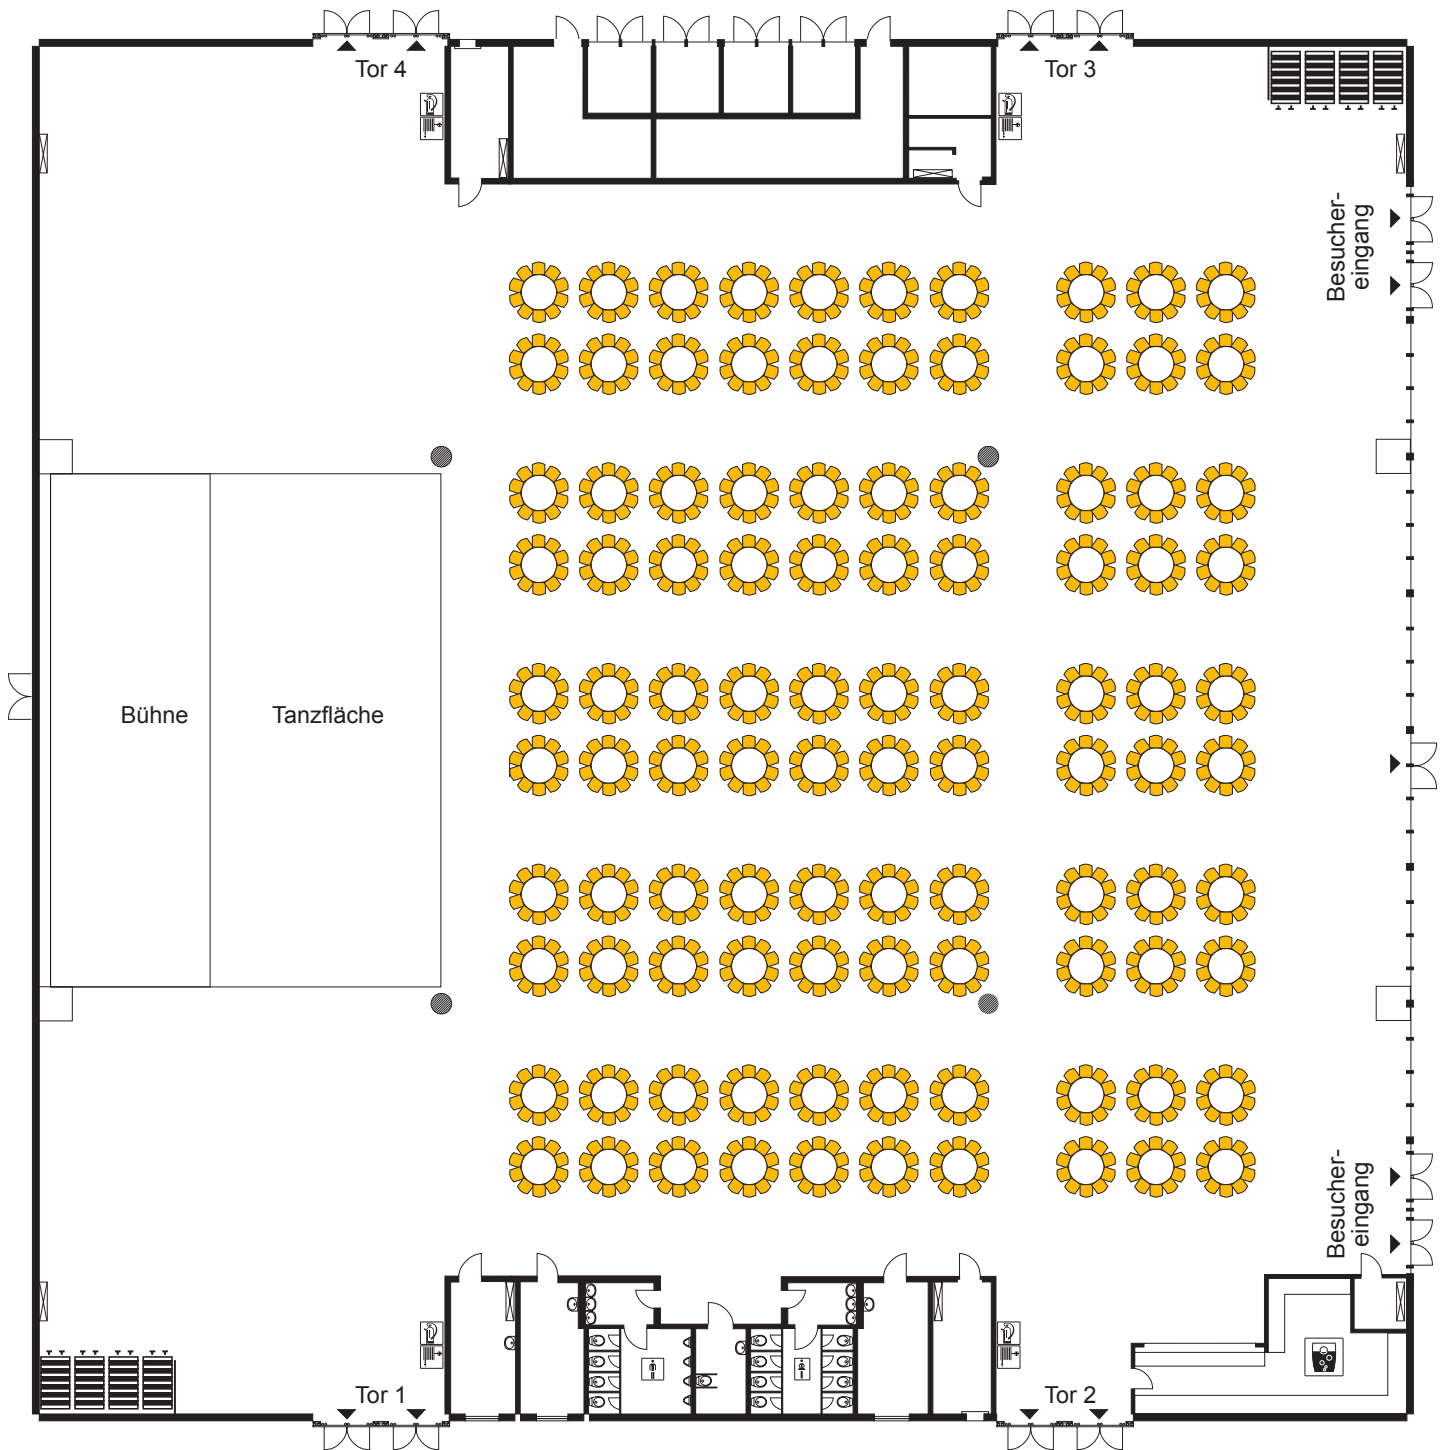 Tor 4
Tor 3
Besucher-
eingang
Bühne
Tanzfläche
Besucher-
eingang
Tor 1
Tor 2